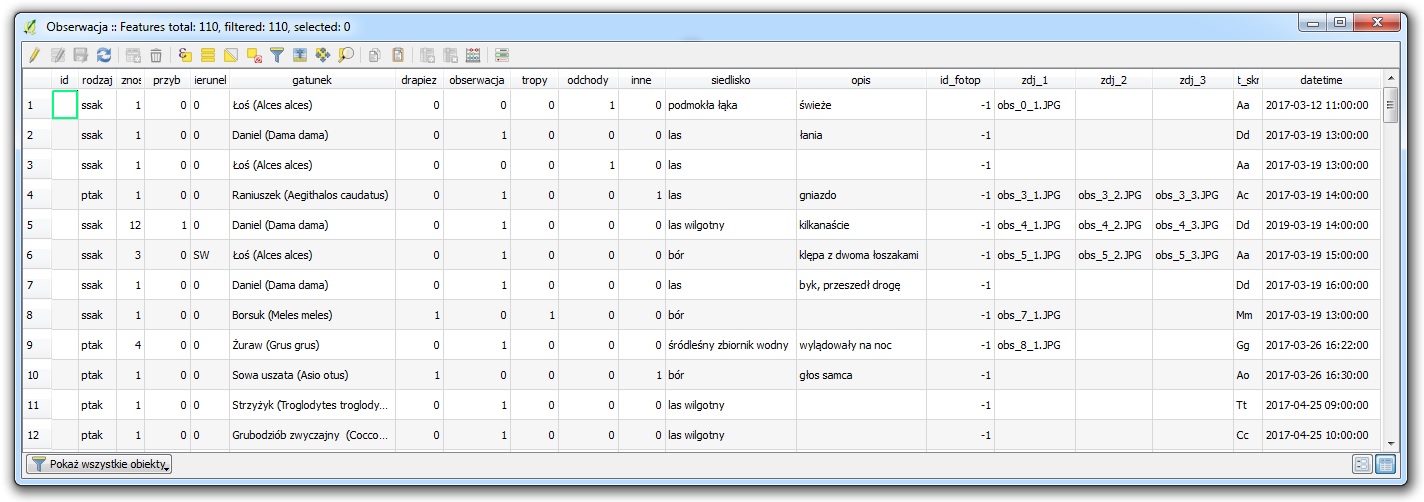 Obserwacja :: Features total: 110, filtered: 110, selected: 0
id rodzaj znos przyb ierunel gatunek drapiez obserwacja tropy odchody inne siedlisko opis id_fotop zdj_1 zdj_2 zdj_3 t_skr datetime
1 ssak 1 0 0 Łoś (Alces alces) 0 0 0 1 0 podmokła łąka świeże -1 obs_0_1.JPG Aa 2017-03-12 11:00:00
2 ssak 1 0 0 Daniel (Dama dama) 0 1 0 0 0 las łania -1 Dd 2017-03-19 13:00:00
3 ssak 1 0 0 Łoś (Alces alces) 0 0 0 1 0 las -1 Aa 2017-03-19 13:00:00
4 ptak 1 0 0 Raniuszek (Aegithalos caudatus) 0 1 0 0 1 las gniazdo -1 obs_3_1.JPG obs_3_2.JPG obs_3_3.JPG Ac 2017-03-19 14:00:00
5 ssak 12 1 0 Daniel (Dama dama) 0 1 0 0 0 las wilgotny kilkanaście -1 obs_4_1.JPG obs_4_2.JPG obs_4_3.JPG Dd 2019-03-19 14:00:00
6 ssak 3 0 SW Łoś (Alces alces) 0 1 0 0 0 bór klępa z dwoma łoszakami -1 obs_5_1.JPG obs_5_2.JPG obs_5_3.JPG Aa 2017-03-19 15:00:00
7 ssak 1 0 0 Daniel (Dama dama) 0 1 0 0 0 las byk, przeszedł drogę -1 Dd 2017-03-19 16:00:00
8 ssak 1 0 0 Borsuk (Meles meles) 1 0 1 0 0 bór -1 obs_7_1.JPG Mm 2017-03-19 13:00:00
9 ptak 4 0 0 Żuraw (Grus grus) 0 1 0 0 0 śródleśny zbiornik wodny wylądowały na noc -1 obs_8_1.JPG Gg 2017-03-26 16:22:00
10 ptak 1 0 0 Sowa uszata (Asio otus) 1 0 0 0 1 bór głos samca -1 Ao 2017-03-26 16:30:00
11 ptak 1 0 0 Strzyżyk (Troglodytes troglody... 0 1 0 0 0 las wilgotny -1 Tt 2017-04-25 09:00:00
12 ptak 1 0 0 Grubodziób zwyczajny (Cocco... 0 1 0 0 0 las wilgotny -1 Cc 2017-04-25 10:00:00
Pokaż wszystkie obiekty